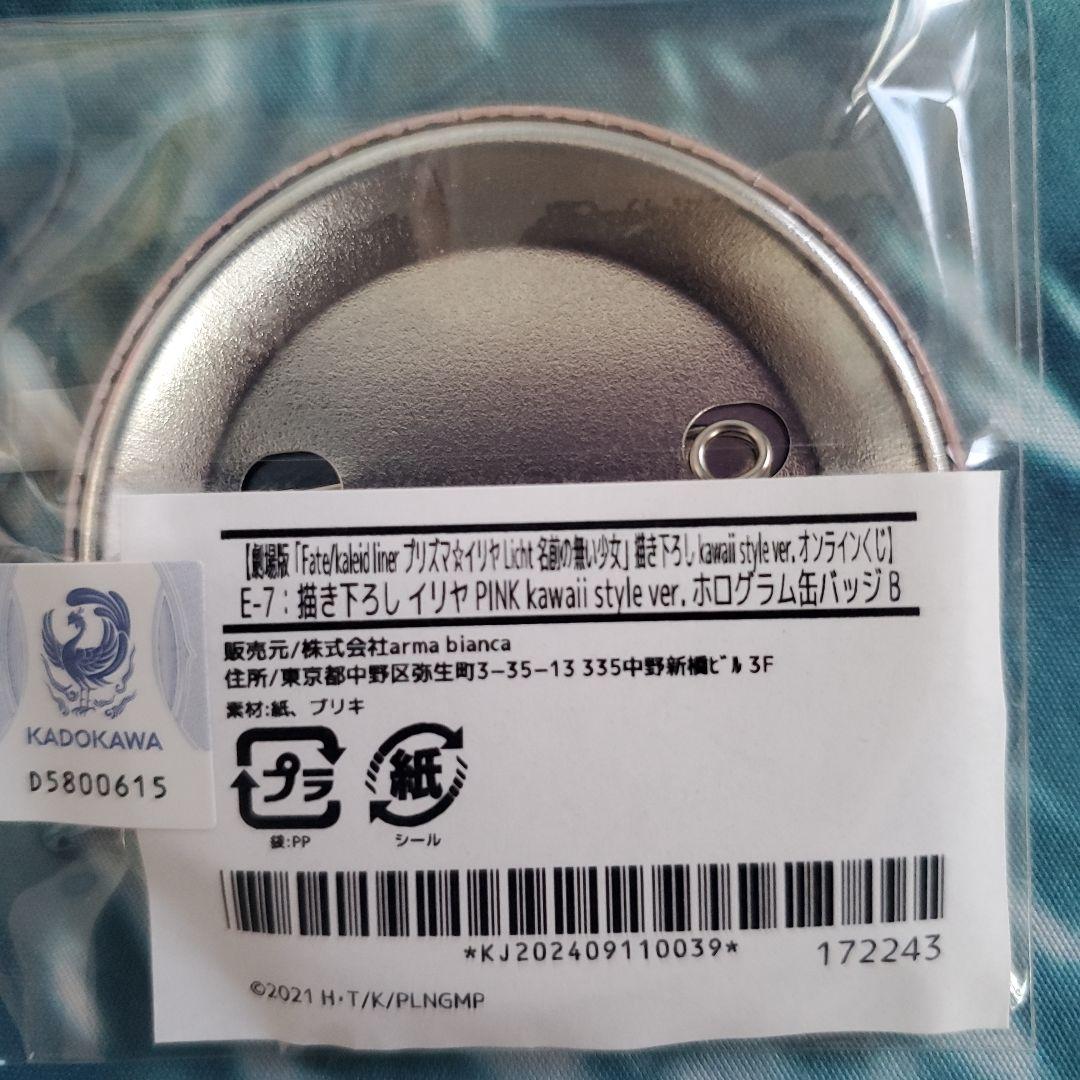 【劇場版「Fate/kaleid liner プリズマ☆イリヤ Licht 名前の無い少女」描き下ろし kawaii style ver. オンラインくじ】
E-7：描き下ろし イリヤ PINK kawaii style ver. ホログラム缶バッジ B
販売元/株式会社arma bianca
住所/東京都中野区弥生町3-35-13 335中野新橋ビル 3F
素材:紙、ブリキ
KADOKAWA
D5800615
プラ
紙
袋:PP
シール
*KJ202409110039*
172243
©2021 H・T/K/PLNGMP